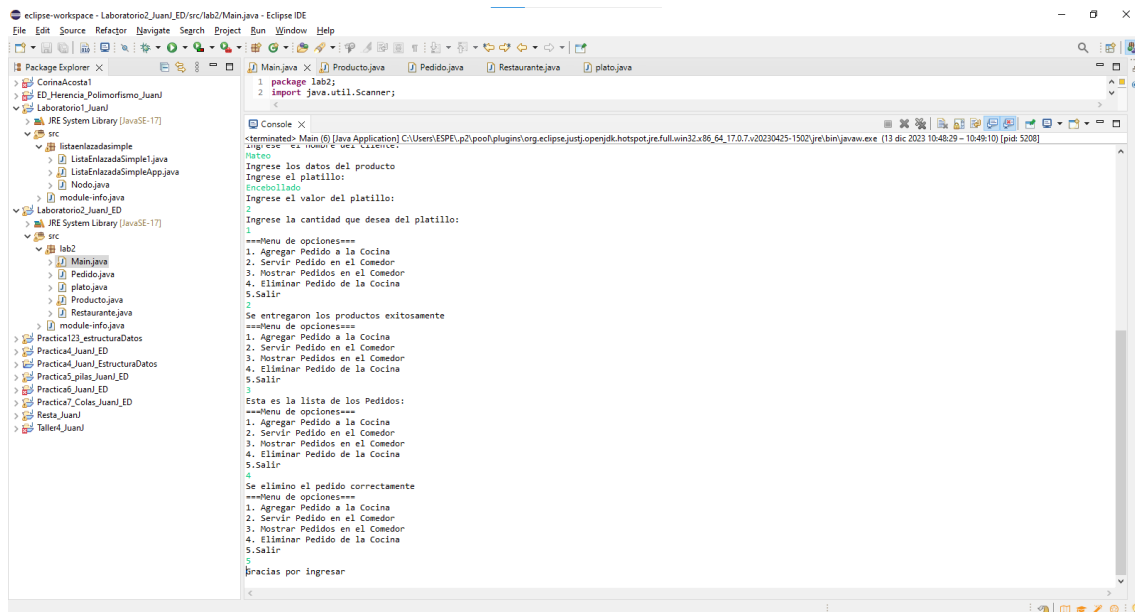 eclipse-workspace - Laboratorio2_JuanJ_ED/src/lab2/Main.java - Eclipse IDE
File Edit Source Refactor Navigate Search Project Run Window Help
Package Explorer
Main.java Producto.java Pedido.java Restaurante.java plato.java
CorinaAcosta1
ED_Herencia_Polimorfismo_JuanJ
Laboratorio1_JuanJ
JRE System Library [JavaSE-17]
src
listaenlazadasimple
ListaEnlazadaSimple1.java
ListaEnlazadaSimpleApp.java
Nodo.java
module-info.java
Laboratorio2_JuanJ_ED
JRE System Library [JavaSE-17]
src
lab2
Main.java
Pedido.java
plato.java
Producto.java
Restaurante.java
module-info.java
Practica123_estructuraDatos
Practica4_JuanJ_ED
Practica4_JuanJ_EstructuraDatos
Practica5_pilas_JuanJ_ED
Practica6_JuanJ_ED
Practica7_Colas_JuanJ_ED
Resta_JuanJ
Taller4_JuanJ
1 package lab2;
2 import java.util.Scanner;
Console
<terminated> Main (6) [Java Application] C:\Users\ESPE\.p2\pool\plugins\org.eclipse.justj.openjdk.hotspot.jre.full.win32.x86_64_17.0.7.v20230425-1502\jre\bin\javaw.exe (13 dic 2023 10:48:29 – 10:49:10) [pid: 5208]
Ingrese el nombre del cliente:
Mateo
Ingrese los datos del producto
Ingrese el platillo:
Encebollado
Ingrese el valor del platillo:
2
Ingrese la cantidad que desea del platillo:
1
===Menu de opciones===
1. Agregar Pedido a la Cocina
2. Servir Pedido en el Comedor
3. Mostrar Pedidos en el Comedor
4. Eliminar Pedido de la Cocina
5.Salir
2
Se entregaron los productos exitosamente
===Menu de opciones===
1. Agregar Pedido a la Cocina
2. Servir Pedido en el Comedor
3. Mostrar Pedidos en el Comedor
4. Eliminar Pedido de la Cocina
5.Salir
3
Esta es la lista de los Pedidos:
===Menu de opciones===
1. Agregar Pedido a la Cocina
2. Servir Pedido en el Comedor
3. Mostrar Pedidos en el Comedor
4. Eliminar Pedido de la Cocina
5.Salir
4
Se elimino el pedido correctamente
===Menu de opciones===
1. Agregar Pedido a la Cocina
2. Servir Pedido en el Comedor
3. Mostrar Pedidos en el Comedor
4. Eliminar Pedido de la Cocina
5.Salir
5
Gracias por ingresar